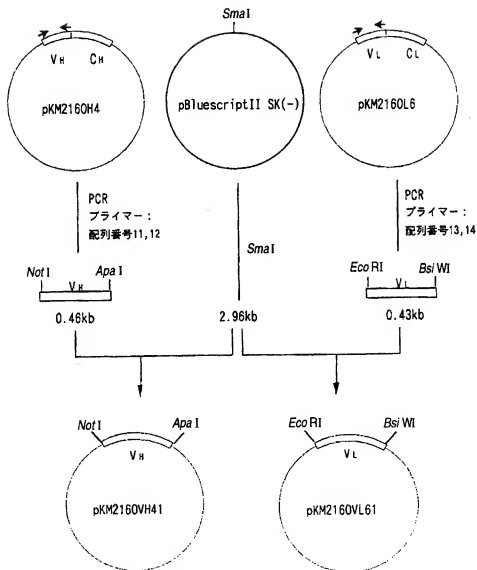 SmaI
VH CH
VL CL
pKM2160H4
pBluescriptII SK(-)
pKM2160L6
PCR
プライマー：
配列番号11,12
PCR
プライマー：
配列番号13,14
SmaI
NotI VH ApaI
EcoRI VL BsiWI
0.46kb
2.96kb
0.43kb
NotI ApaI
VH
EcoRI BsiWI
VL
pKM2160VH41
pKM2160VL61